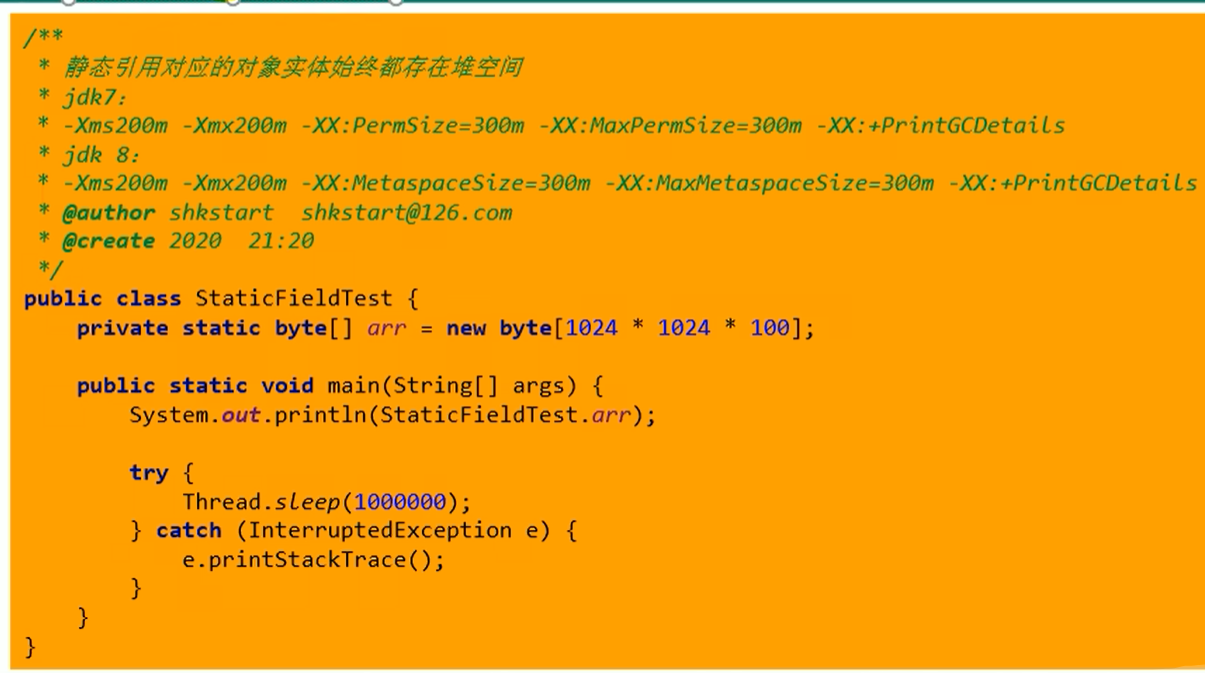 /**
 * 静态引用对应的对象实体始终都存在堆空间
 * jdk7：
 * -Xms200m -Xmx200m -XX:PermSize=300m -XX:MaxPermSize=300m -XX:+PrintGCDetails
 * jdk 8：
 * -Xms200m -Xmx200m -XX:MetaspaceSize=300m -XX:MaxMetaspaceSize=300m -XX:+PrintGCDetails
 * @author shkstart  shkstart@126.com
 * @create 2020  21:20
 */
public class StaticFieldTest {
    private static byte[] arr = new byte[1024 * 1024 * 100];
    public static void main(String[] args) {
        System.out.println(StaticFieldTest.arr);
        try {
            Thread.sleep(1000000);
        } catch (InterruptedException e) {
            e.printStackTrace();
        }
    }
}